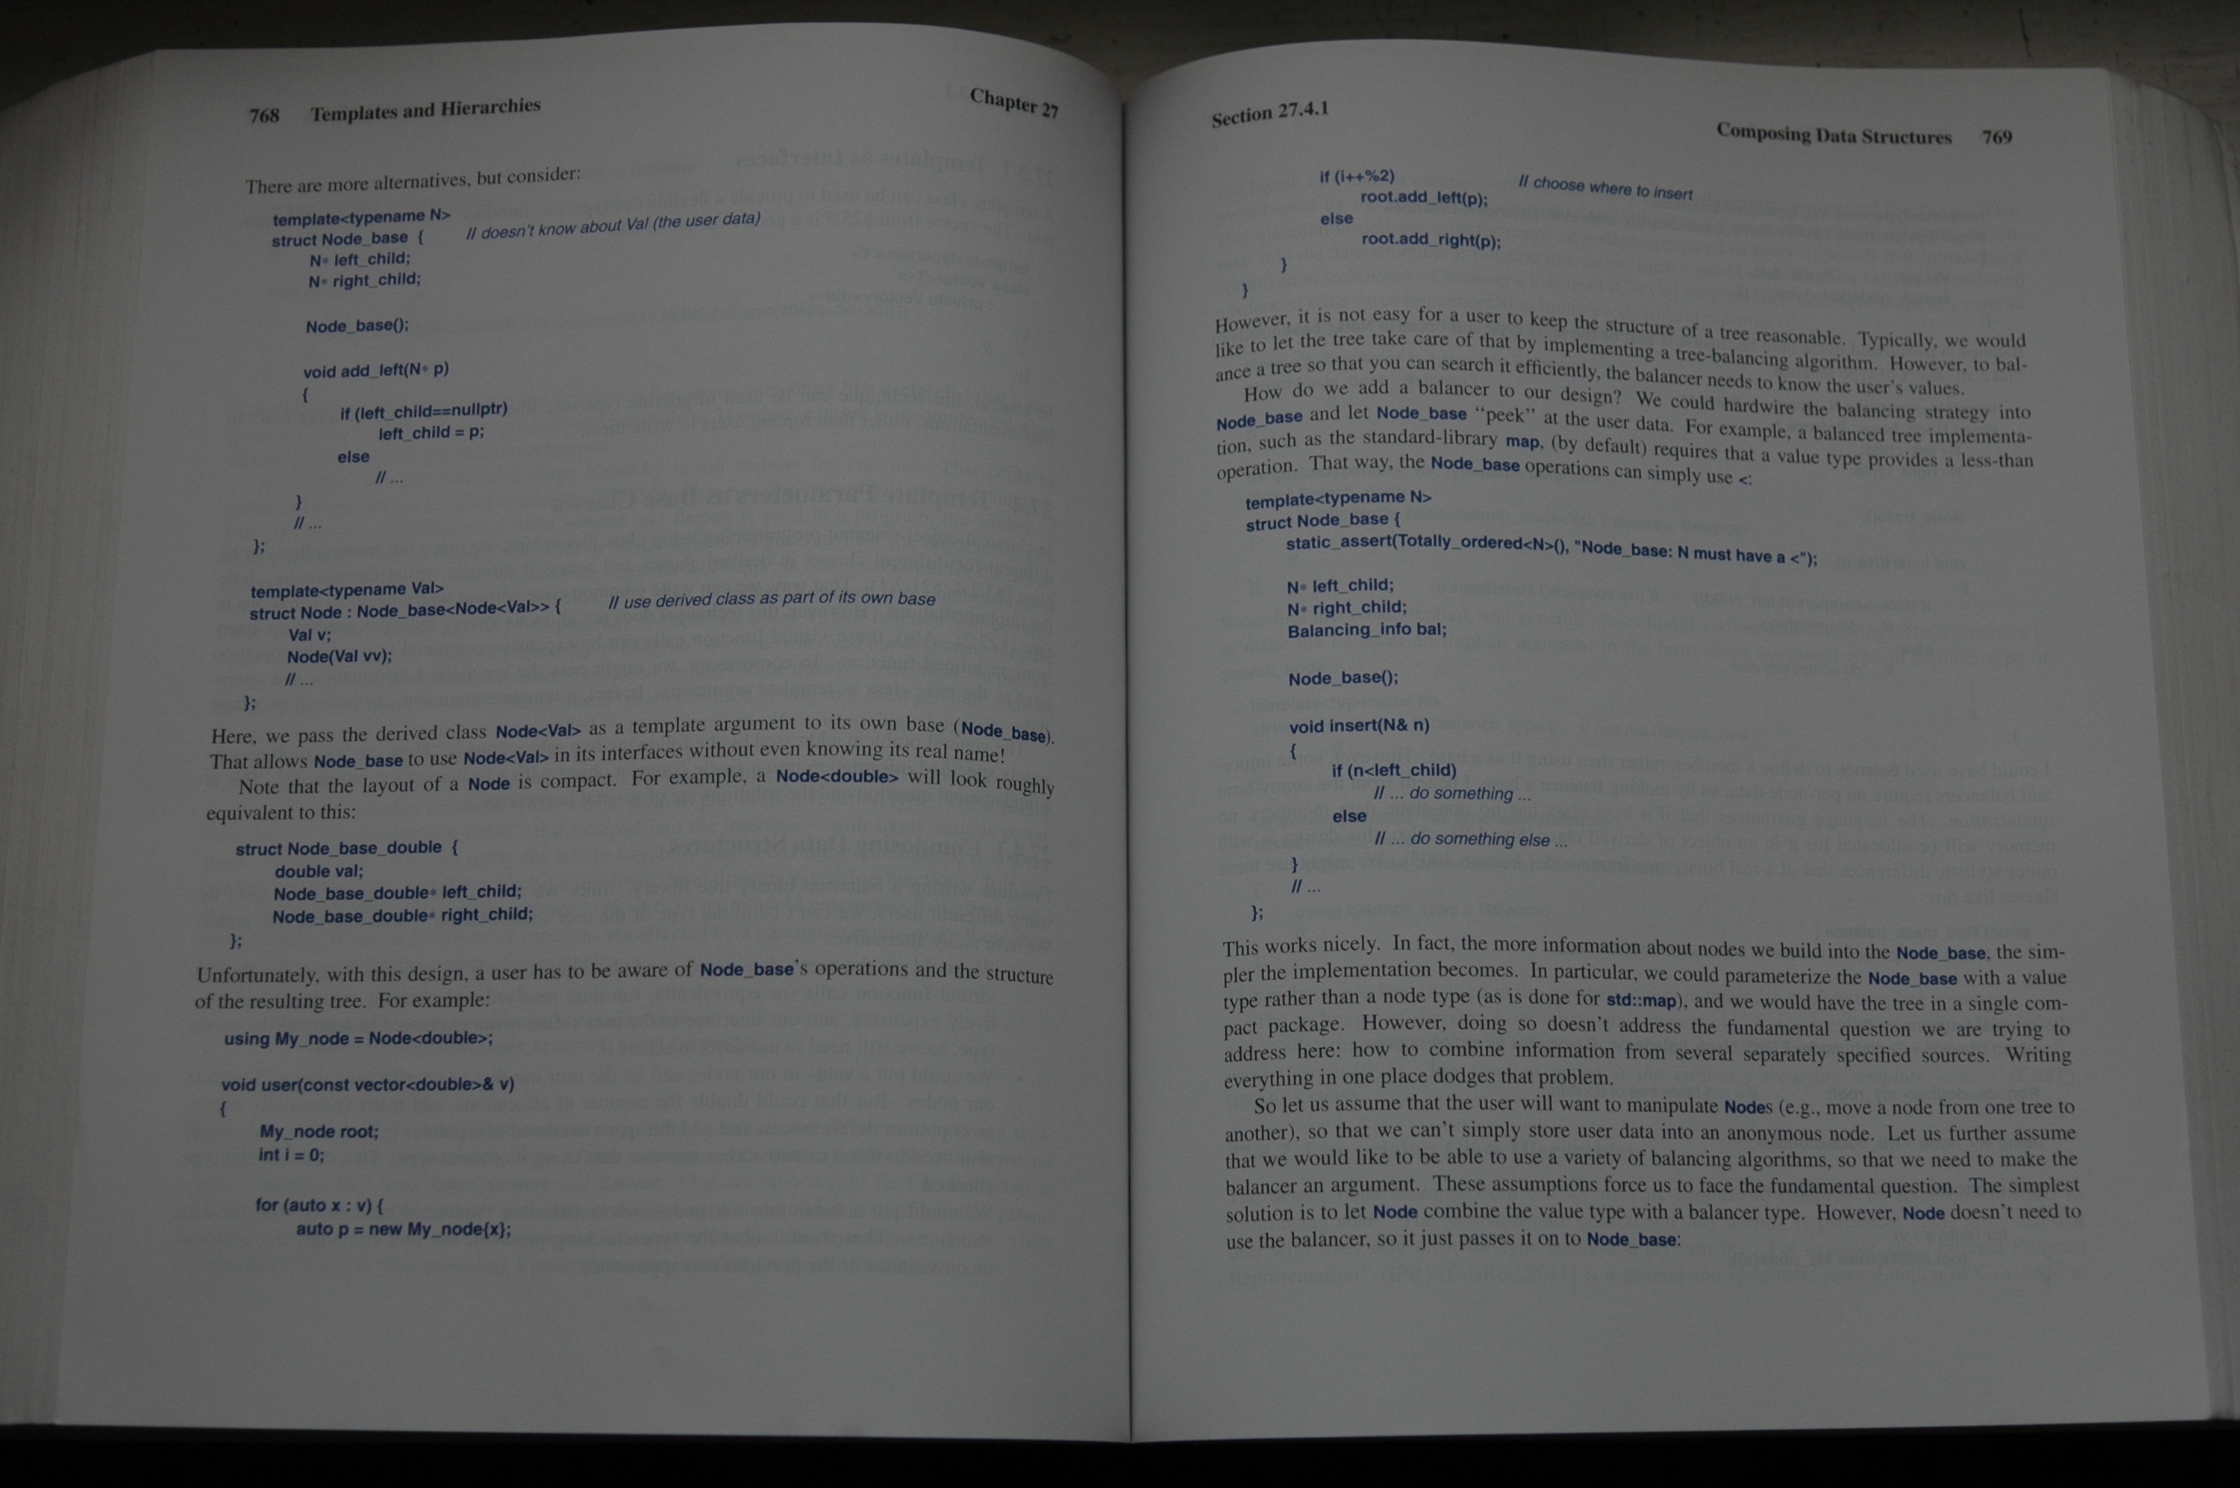 768 Templates and Hierarchies Chapter 27
There are more alternatives, but consider:
template<typename N>
struct Node_base { // doesn't know about Val (the user data)
N* left_child;
N* right_child;
Node_base();
void add_left(N* p)
{
if (left_child==nullptr)
left_child = p;
else
// ...
}
// ...
};
template<typename Val>
struct Node : Node_base<Node<Val>> { // use derived class as part of its own base
Val v;
Node(Val vv);
// ...
};
Here, we pass the derived class Node<Val> as a template argument to its own base (Node_base).
That allows Node_base to use Node<Val> in its interfaces without even knowing its real name!
Note that the layout of a Node is compact. For example, a Node<double> will look roughly
equivalent to this:
struct Node_base_double {
double val;
Node_base_double* left_child;
Node_base_double* right_child;
};
Unfortunately, with this design, a user has to be aware of Node_base's operations and the structure
of the resulting tree. For example:
using My_node = Node<double>;
void user(const vector<double>& v)
{
My_node root;
int i = 0;
for (auto x : v) {
auto p = new My_node{x};
Section 27.4.1 Composing Data Structures 769
if (i++%2) // choose where to insert
root.add_left(p);
else
root.add_right(p);
}
}
However, it is not easy for a user to keep the structure of a tree reasonable. Typically, we would
like to let the tree take care of that by implementing a tree-balancing algorithm. However, to bal-
ance a tree so that you can search it efficiently, the balancer needs to know the user's values.
How do we add a balancer to our design? We could hardwire the balancing strategy into
Node_base and let Node_base "peek" at the user data. For example, a balanced tree implementa-
tion, such as the standard-library map, (by default) requires that a value type provides a less-than
operation. That way, the Node_base operations can simply use <:
template<typename N>
struct Node_base {
static_assert(Totally_ordered<N>(), "Node_base: N must have a <");
N* left_child;
N* right_child;
Balancing_info bal;
Node_base();
void insert(N& n)
{
if (n<left_child)
// ... do something ...
else
// ... do something else ...
}
// ...
};
This works nicely. In fact, the more information about nodes we build into the Node_base, the sim-
pler the implementation becomes. In particular, we could parameterize the Node_base with a value
type rather than a node type (as is done for std::map), and we would have the tree in a single com-
pact package. However, doing so doesn't address the fundamental question we are trying to
address here: how to combine information from several separately specified sources. Writing
everything in one place dodges that problem.
So let us assume that the user will want to manipulate Nodes (e.g., move a node from one tree to
another), so that we can't simply store user data into an anonymous node. Let us further assume
that we would like to be able to use a variety of balancing algorithms, so that we need to make the
balancer an argument. These assumptions force us to face the fundamental question. The simplest
solution is to let Node combine the value type with a balancer type. However, Node doesn't need to
use the balancer, so it just passes it on to Node_base: